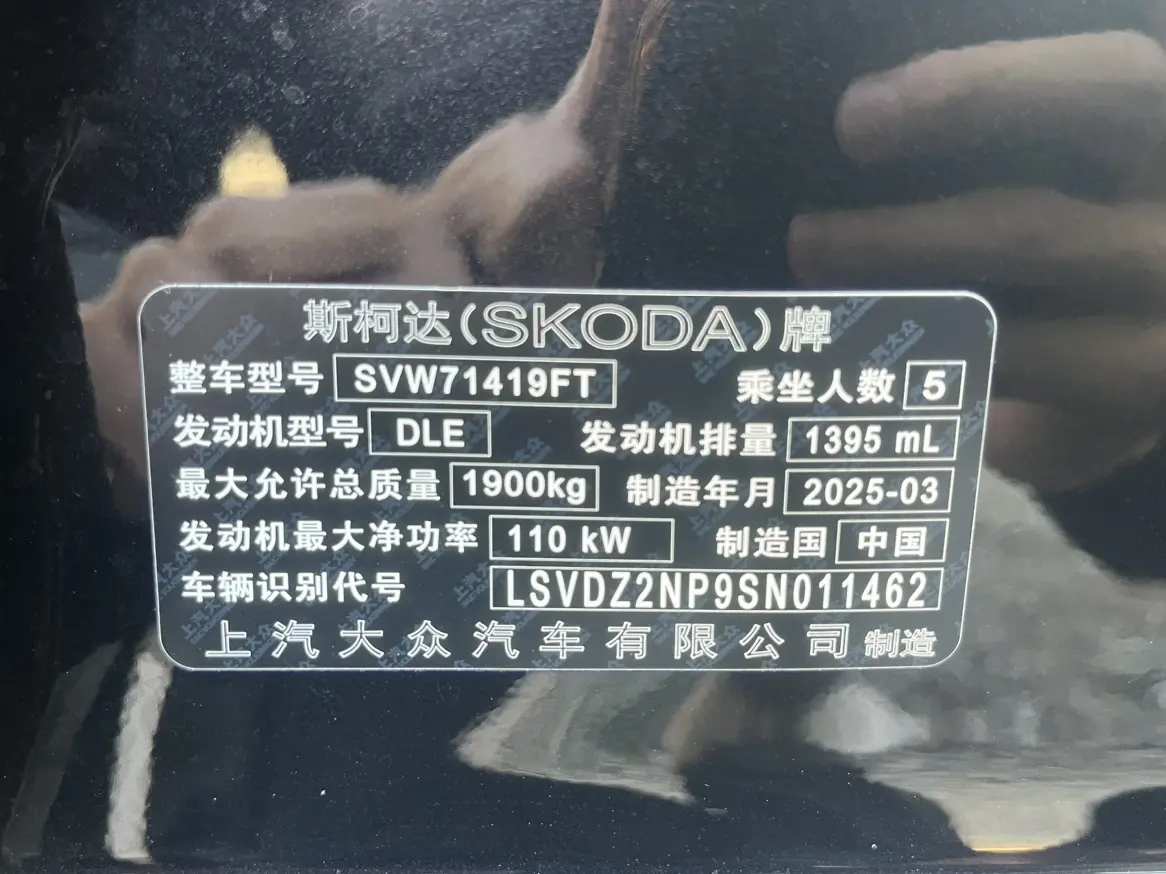 斯柯达(SKODA)牌
整车型号 SVW71419FT 乘坐人数 5
发动机型号 DLE 发动机排量 1395 mL
最大允许总质量 1900kg 制造年月 2025-03
发动机最大净功率 110 kW 制造国 中国
车辆识别代号 LSVDZ2NP9SN011462
上汽大众汽车有限公司 制造